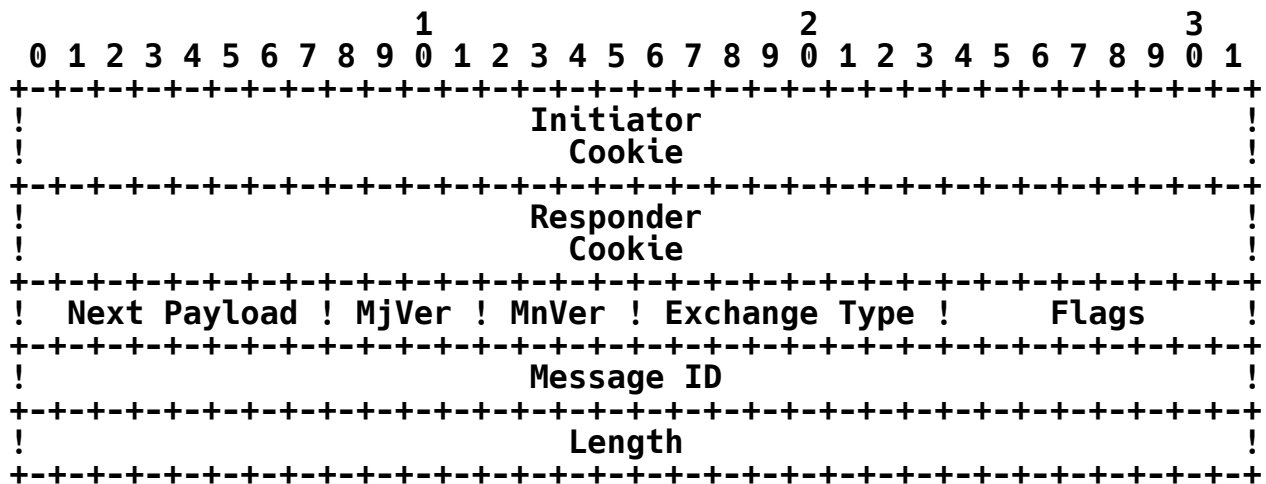 1                   2                   3
 0 1 2 3 4 5 6 7 8 9 0 1 2 3 4 5 6 7 8 9 0 1 2 3 4 5 6 7 8 9 0 1
+-+-+-+-+-+-+-+-+-+-+-+-+-+-+-+-+-+-+-+-+-+-+-+-+-+-+-+-+-+-+-+-+
!                          Initiator                            !
!                            Cookie                             !
+-+-+-+-+-+-+-+-+-+-+-+-+-+-+-+-+-+-+-+-+-+-+-+-+-+-+-+-+-+-+-+-+
!                          Responder                            !
!                            Cookie                             !
+-+-+-+-+-+-+-+-+-+-+-+-+-+-+-+-+-+-+-+-+-+-+-+-+-+-+-+-+-+-+-+-+
!  Next Payload ! MjVer ! MnVer ! Exchange Type !     Flags     !
+-+-+-+-+-+-+-+-+-+-+-+-+-+-+-+-+-+-+-+-+-+-+-+-+-+-+-+-+-+-+-+-+
!                          Message ID                           !
+-+-+-+-+-+-+-+-+-+-+-+-+-+-+-+-+-+-+-+-+-+-+-+-+-+-+-+-+-+-+-+-+
!                            Length                             !
+-+-+-+-+-+-+-+-+-+-+-+-+-+-+-+-+-+-+-+-+-+-+-+-+-+-+-+-+-+-+-+-+